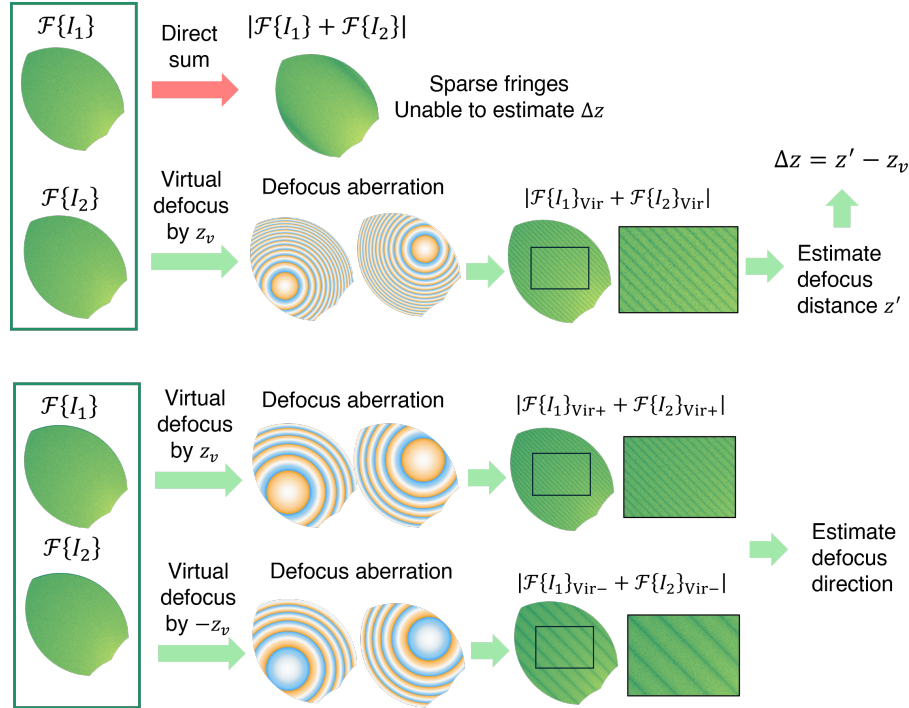 ℱ{I₁}
Direct
sum
|ℱ{I₁} + ℱ{I₂}|
Sparse fringes
Unable to estimate Δz
ℱ{I₂}
Virtual
defocus
by z_v
Defocus aberration
|ℱ{I₁}_Vir + ℱ{I₂}_Vir|
Δz = z′ − z_v
Estimate
defocus
distance z′
ℱ{I₁}
Virtual
defocus
by z_v
Defocus aberration
|ℱ{I₁}_Vir+ + ℱ{I₂}_Vir+|
ℱ{I₂}
Virtual
defocus
by −z_v
Defocus aberration
|ℱ{I₁}_Vir− + ℱ{I₂}_Vir−|
Estimate
defocus
direction